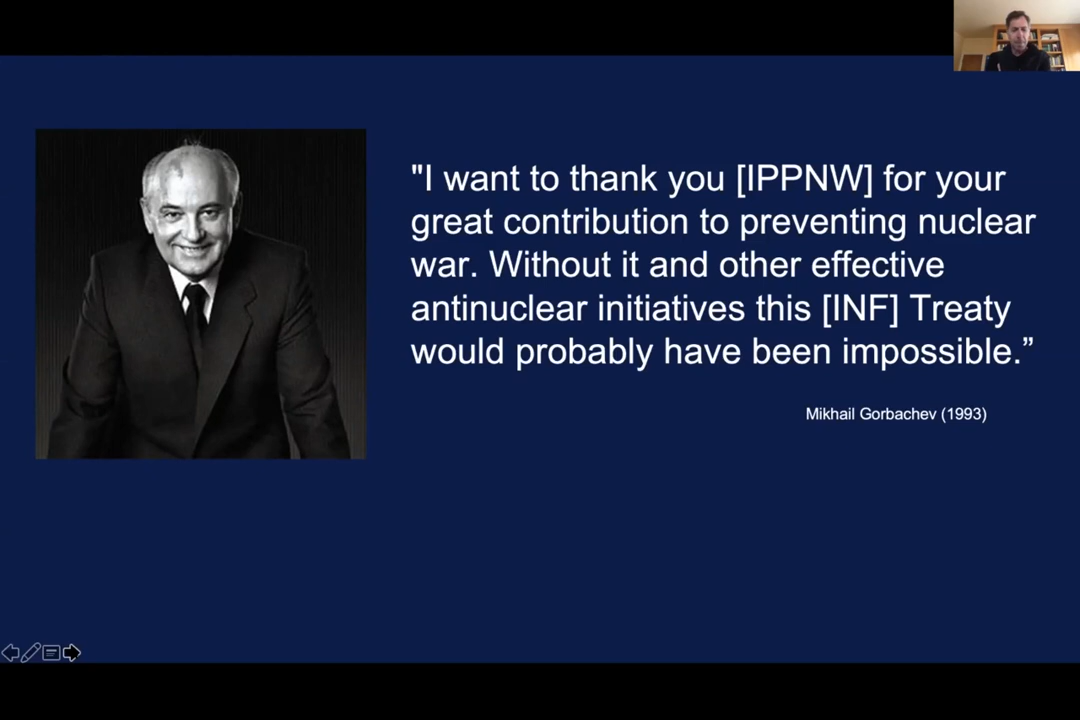 "I want to thank you [IPPNW] for your
great contribution to preventing nuclear
war. Without it and other effective
antinuclear initiatives this [INF] Treaty
would probably have been impossible.”
Mikhail Gorbachev (1993)